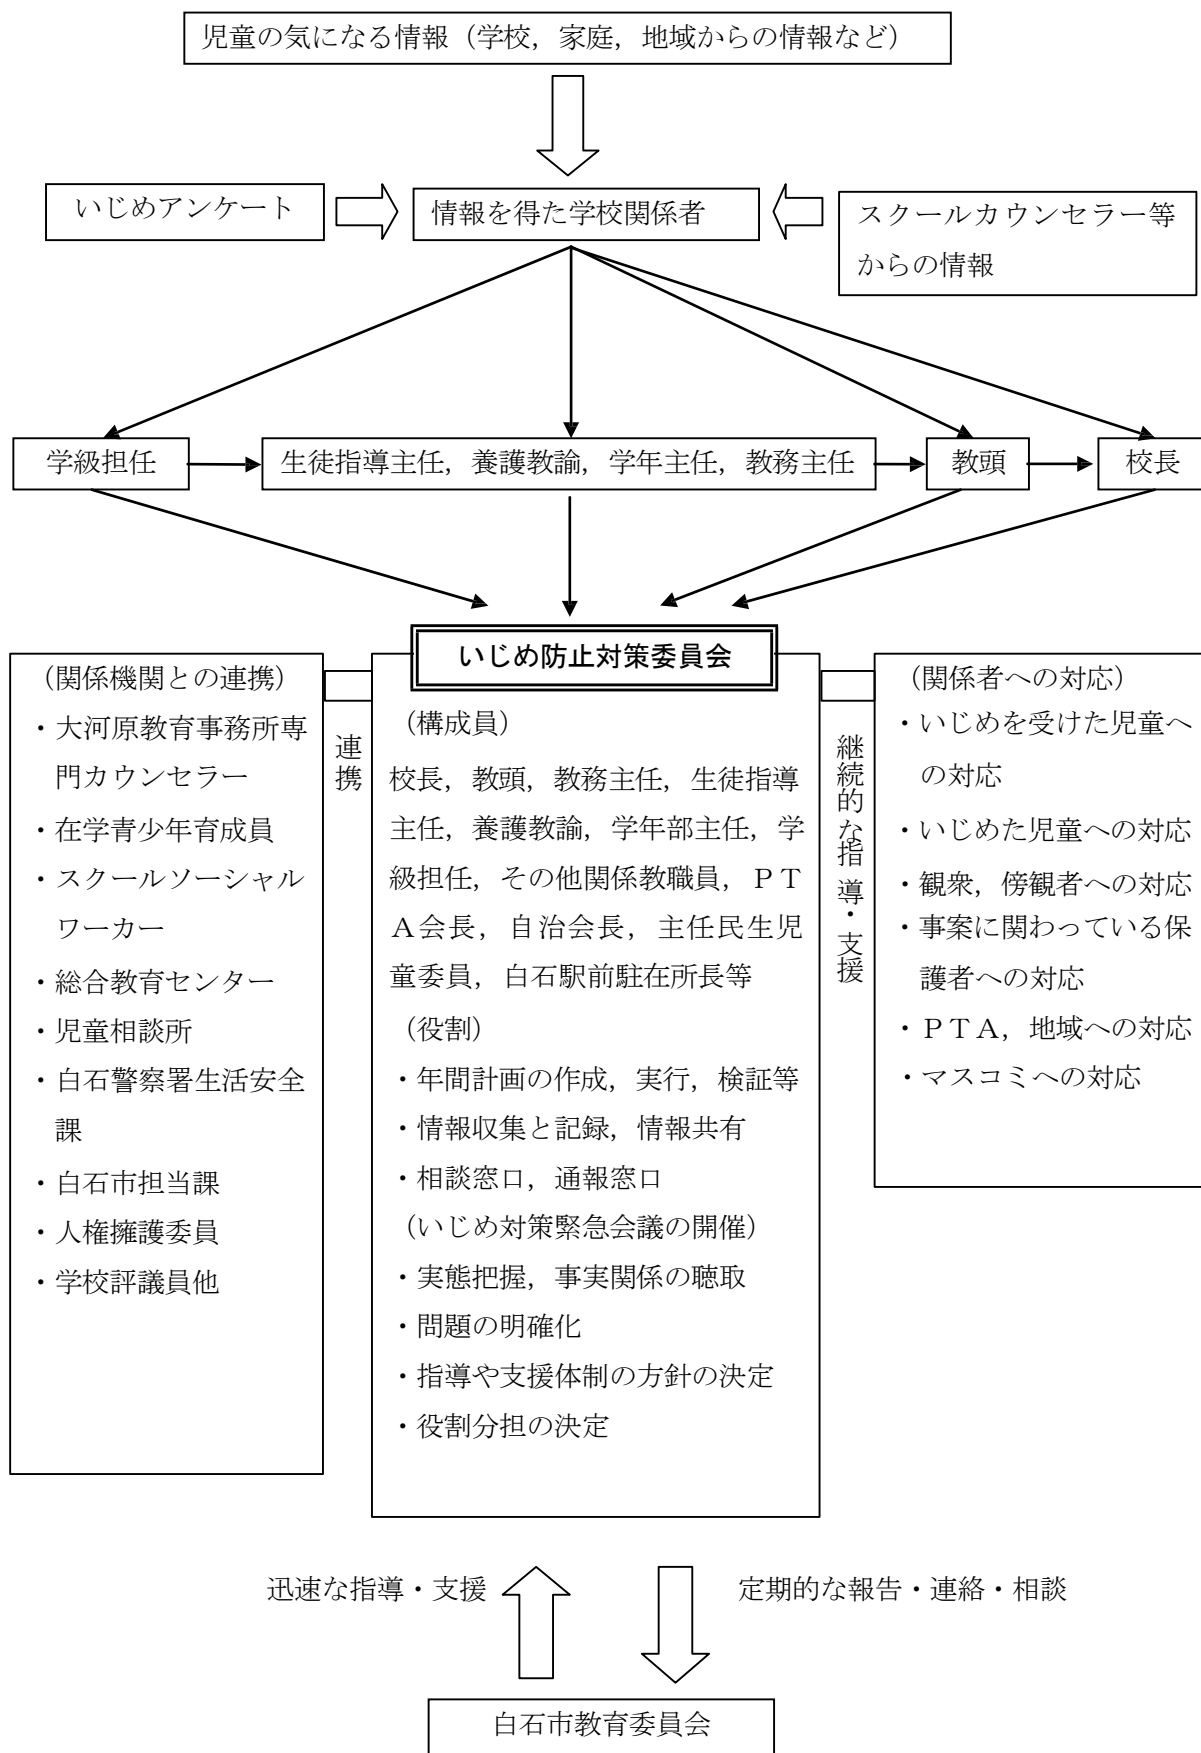 児童の気になる情報（学校，家庭，地域からの情報など）
いじめアンケート
情報を得た学校関係者
スクールカウンセラー等
からの情報
学級担任
生徒指導主任，養護教諭，学年主任，教務主任
教頭
校長
いじめ防止対策委員会
（関係機関との連携）
・大河原教育事務所専
門カウンセラー
・在学青少年育成員
・スクールソーシャル
ワーカー
・総合教育センター
・児童相談所
・白石警察署生活安全
課
・白石市担当課
・人権擁護委員
・学校評議員他
連携
（構成員）
校長，教頭，教務主任，生徒指導
主任，養護教諭，学年部主任，学
級担任，その他関係教職員，ＰＴ
Ａ会長，自治会長，主任民生児
童委員，白石駅前駐在所長等
（役割）
・年間計画の作成，実行，検証等
・情報収集と記録，情報共有
・相談窓口，通報窓口
（いじめ対策緊急会議の開催）
・実態把握，事実関係の聴取
・問題の明確化
・指導や支援体制の方針の決定
・役割分担の決定
継続的な指導・支援
（関係者への対応）
・いじめを受けた児童へ
の対応
・いじめた児童への対応
・観衆，傍観者への対応
・事案に関わっている保
護者への対応
・ＰＴＡ，地域への対応
・マスコミへの対応
迅速な指導・支援
定期的な報告・連絡・相談
白石市教育委員会